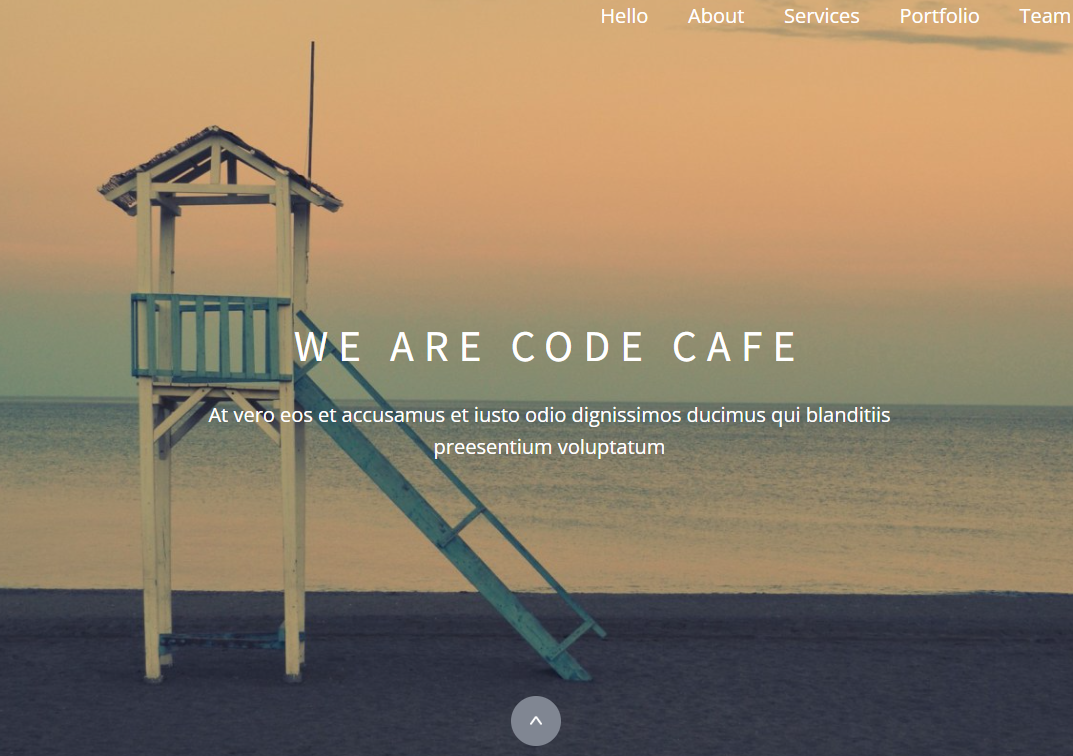 Hello About Services Portfolio Team
WE ARE CODE CAFE
At vero eos et accusamus et iusto odio dignissimos ducimus qui blanditiis
preesentium voluptatum